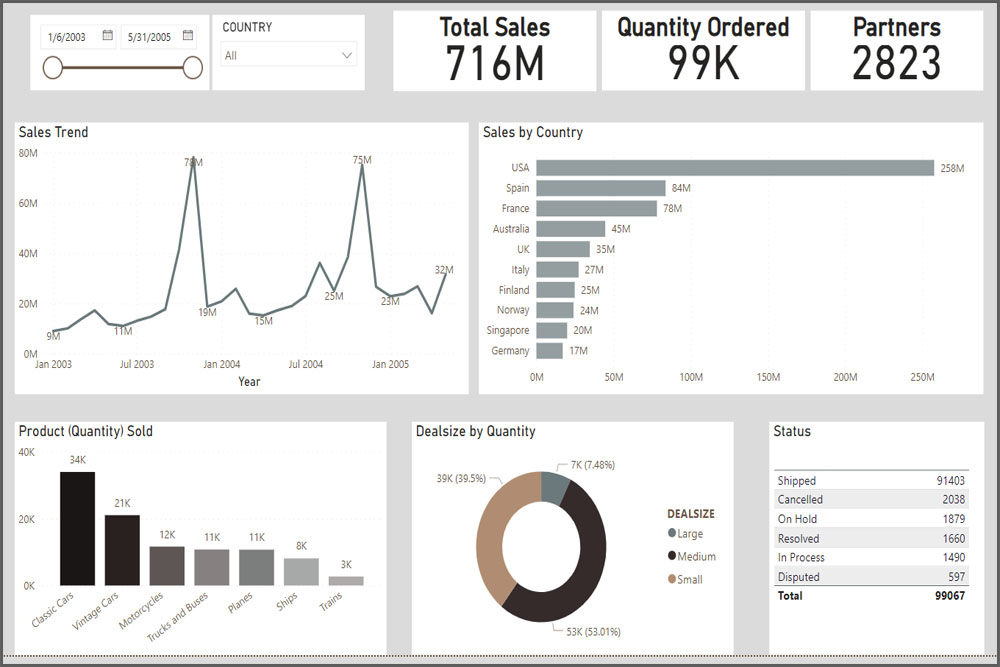 1/6/2003
5/31/2005
COUNTRY
All
Total Sales
716M
Quantity Ordered
99K
Partners
2823
Sales Trend
80M
60M
40M
20M
0M
9M
11M
78M
19M
15M
25M
75M
23M
32M
Jan 2003
Jul 2003
Jan 2004
Jul 2004
Jan 2005
Year
Sales by Country
USA 258M
Spain 84M
France 78M
Australia 45M
UK 35M
Italy 27M
Finland 25M
Norway 24M
Singapore 20M
Germany 17M
0M 50M 100M 150M 200M 250M
Product (Quantity) Sold
40K
20K
0K
34K
21K
12K
11K
11K
8K
3K
Classic Cars
Vintage Cars
Motorcycles
Trucks and Buses
Planes
Ships
Trains
Dealsize by Quantity
7K (7.48%)
39K (39.5%)
53K (53.01%)
DEALSIZE
Large
Medium
Small
Status
Shipped 91403
Cancelled 2038
On Hold 1879
Resolved 1660
In Process 1490
Disputed 597
Total 99067